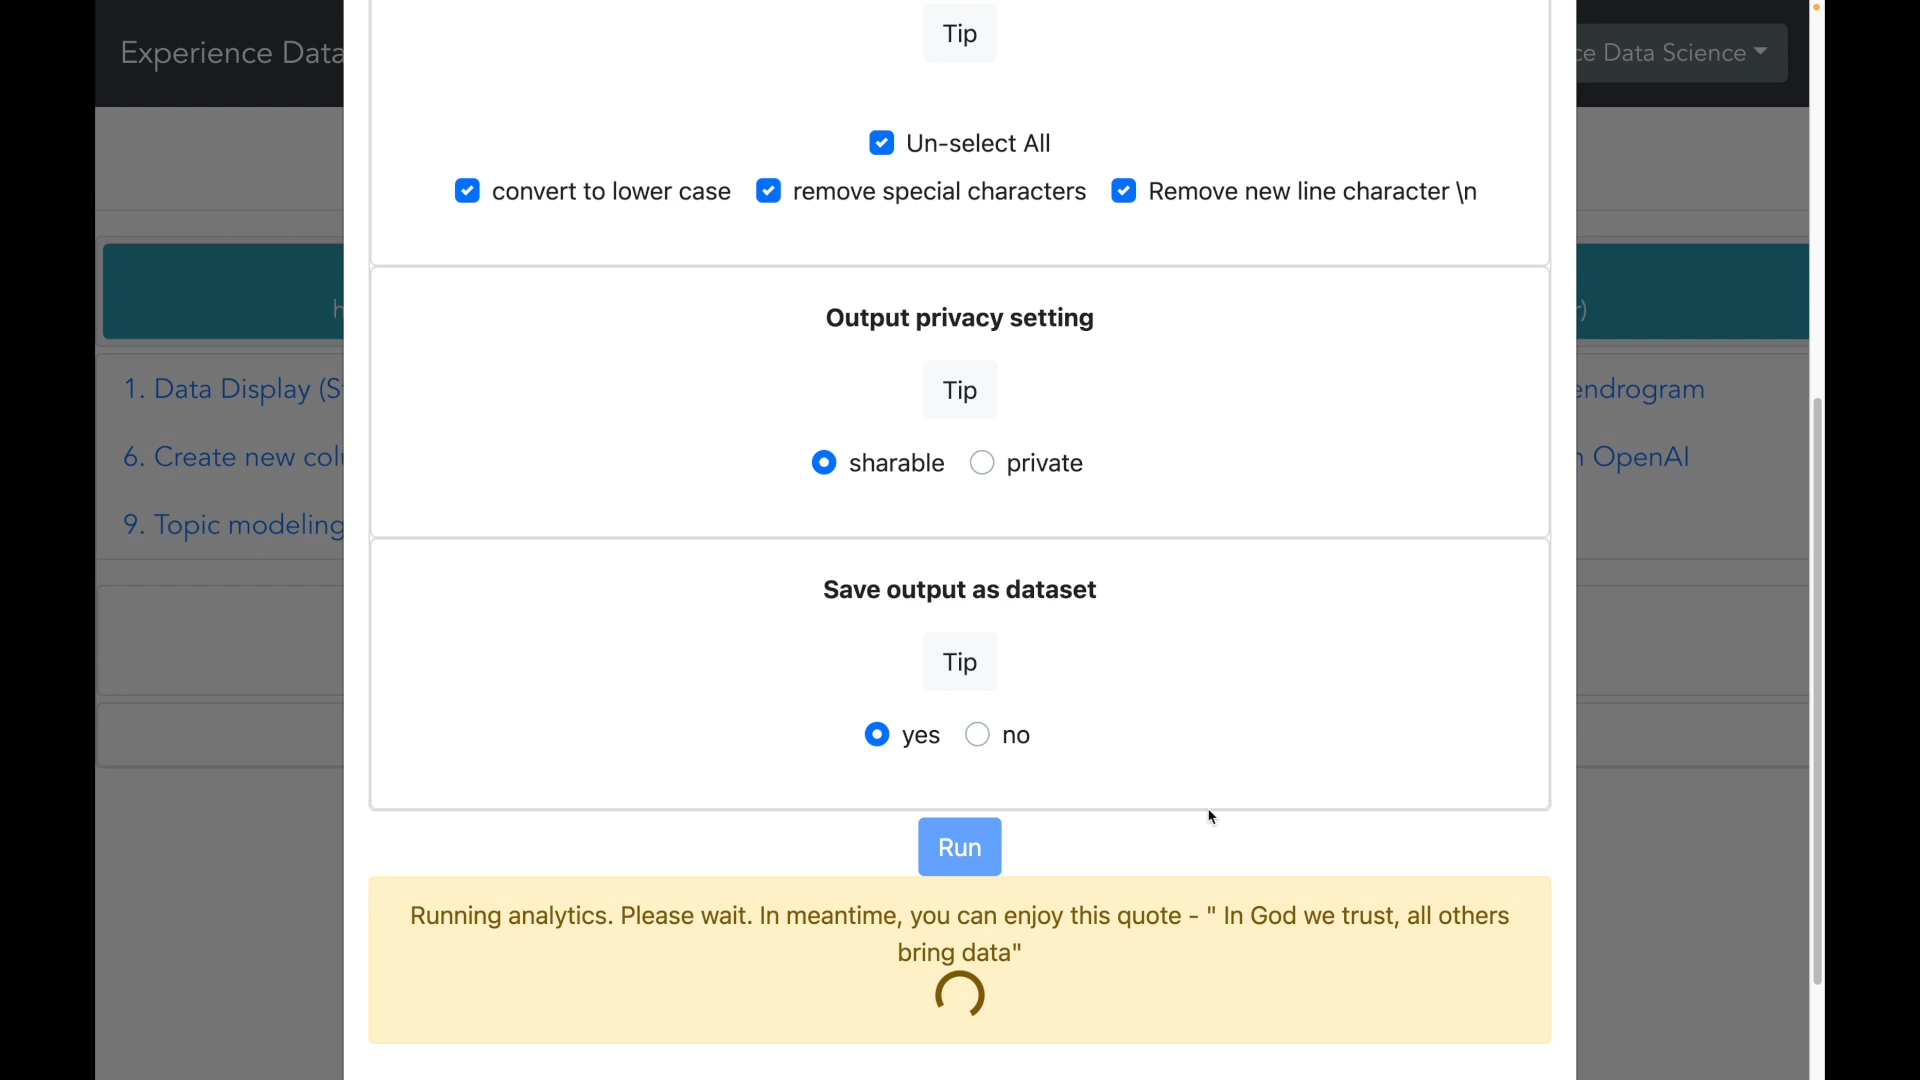 Tip
Experience Data
ce Data Science
Un-select All
convert to lower case remove special characters Remove new line character \n
Output privacy setting
Tip
1. Data Display (S
endrogram
sharable private
6. Create new col
OpenAI
9. Topic modeling
Save output as dataset
Tip
yes no
Run
Running analytics. Please wait. In meantime, you can enjoy this quote - " In God we trust, all others
bring data"